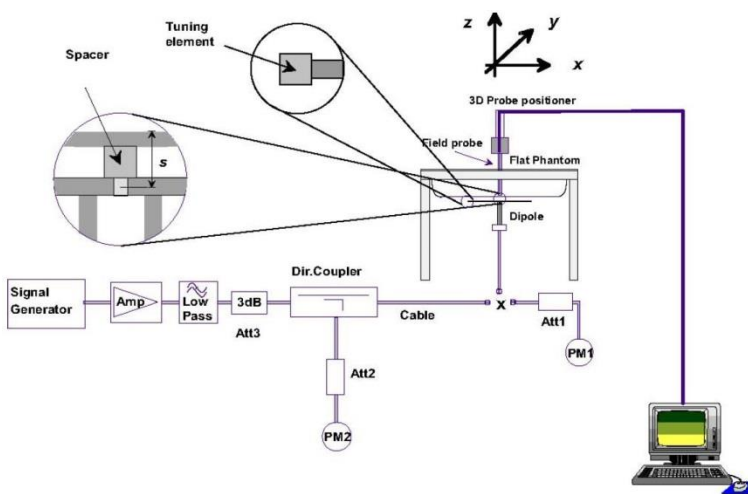 Tuning
element
Spacer
s
z
y
x
3D Probe positioner
Field probe
Flat Phantom
Dipole
Dir.Coupler
Signal
Generator
Amp
Low
Pass
3dB
Att3
Cable
x
Att1
PM1
Att2
PM2